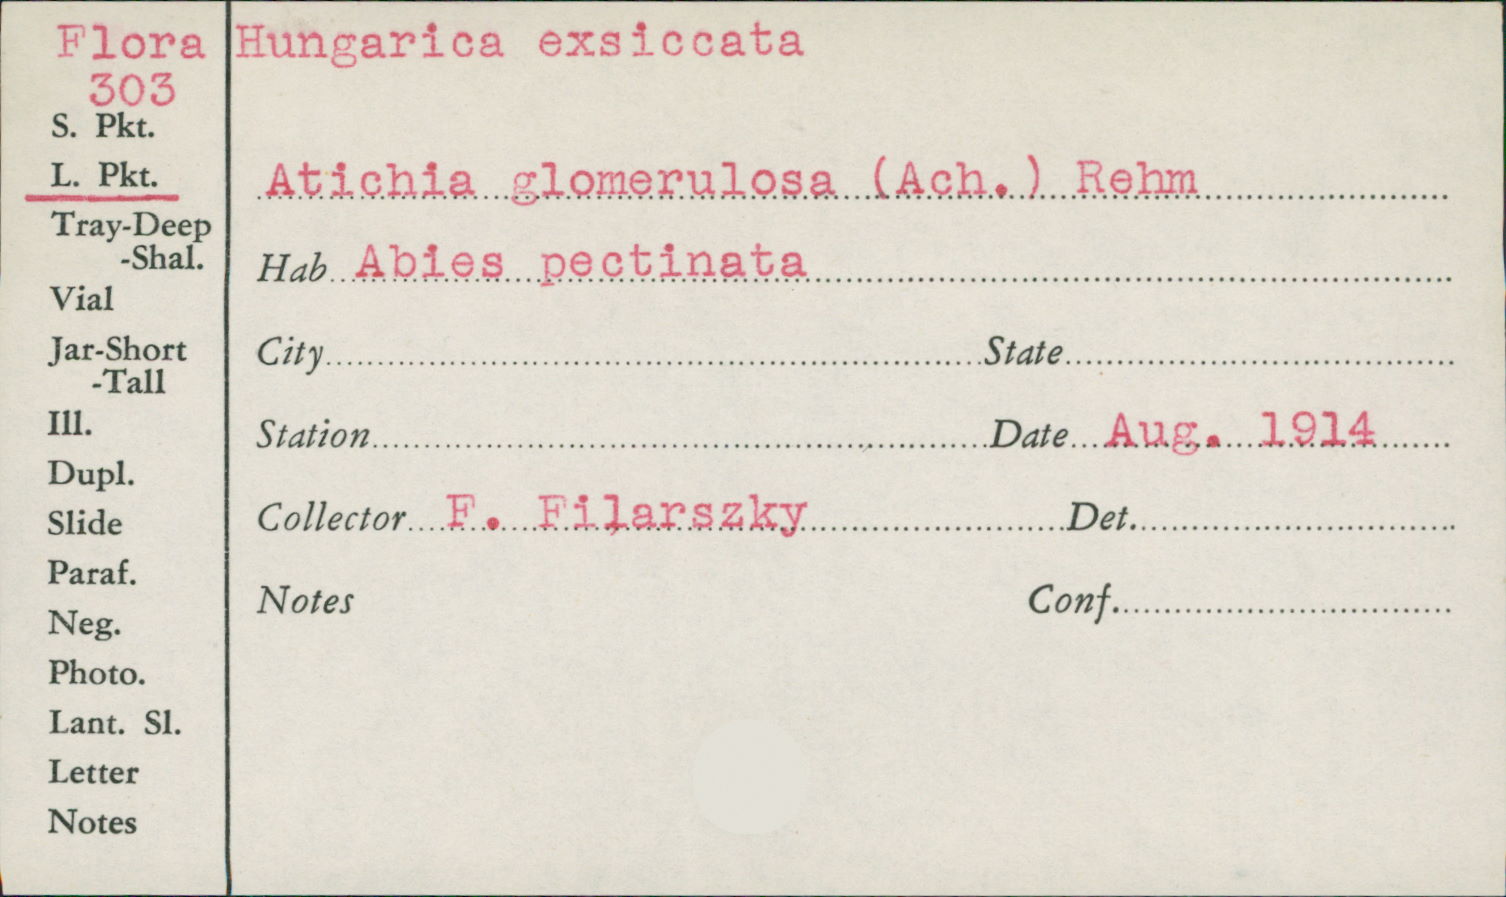 Flora Hungarica exsiccata
303
S. Pkt.
L. Pkt.
Tray-Deep
-Shal.
Vial
Jar-Short
-Tall
Ill.
Dupl.
Slide
Paraf.
Neg.
Photo.
Lant. Sl.
Letter
Notes
Atichia glomerulosa (Ach.) Rehm
Hab Abies pectinata
City State
Station Date Aug. 1914
Collector F. Filarszky Det.
Notes Conf.